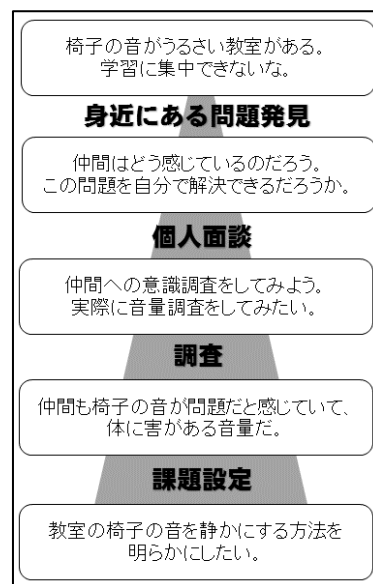 椅子の音がうるさい教室がある。
学習に集中できないな。
身近にある問題発見
仲間はどう感じているのだろう。
この問題を自分で解決できるだろうか。
個人面談
仲間への意識調査をしてみよう。
実際に音量調査をしてみたい。
調査
仲間も椅子の音が問題だと感じていて、
体に害がある音量だ。
課題設定
教室の椅子の音を静かにする方法を
明らかにしたい。